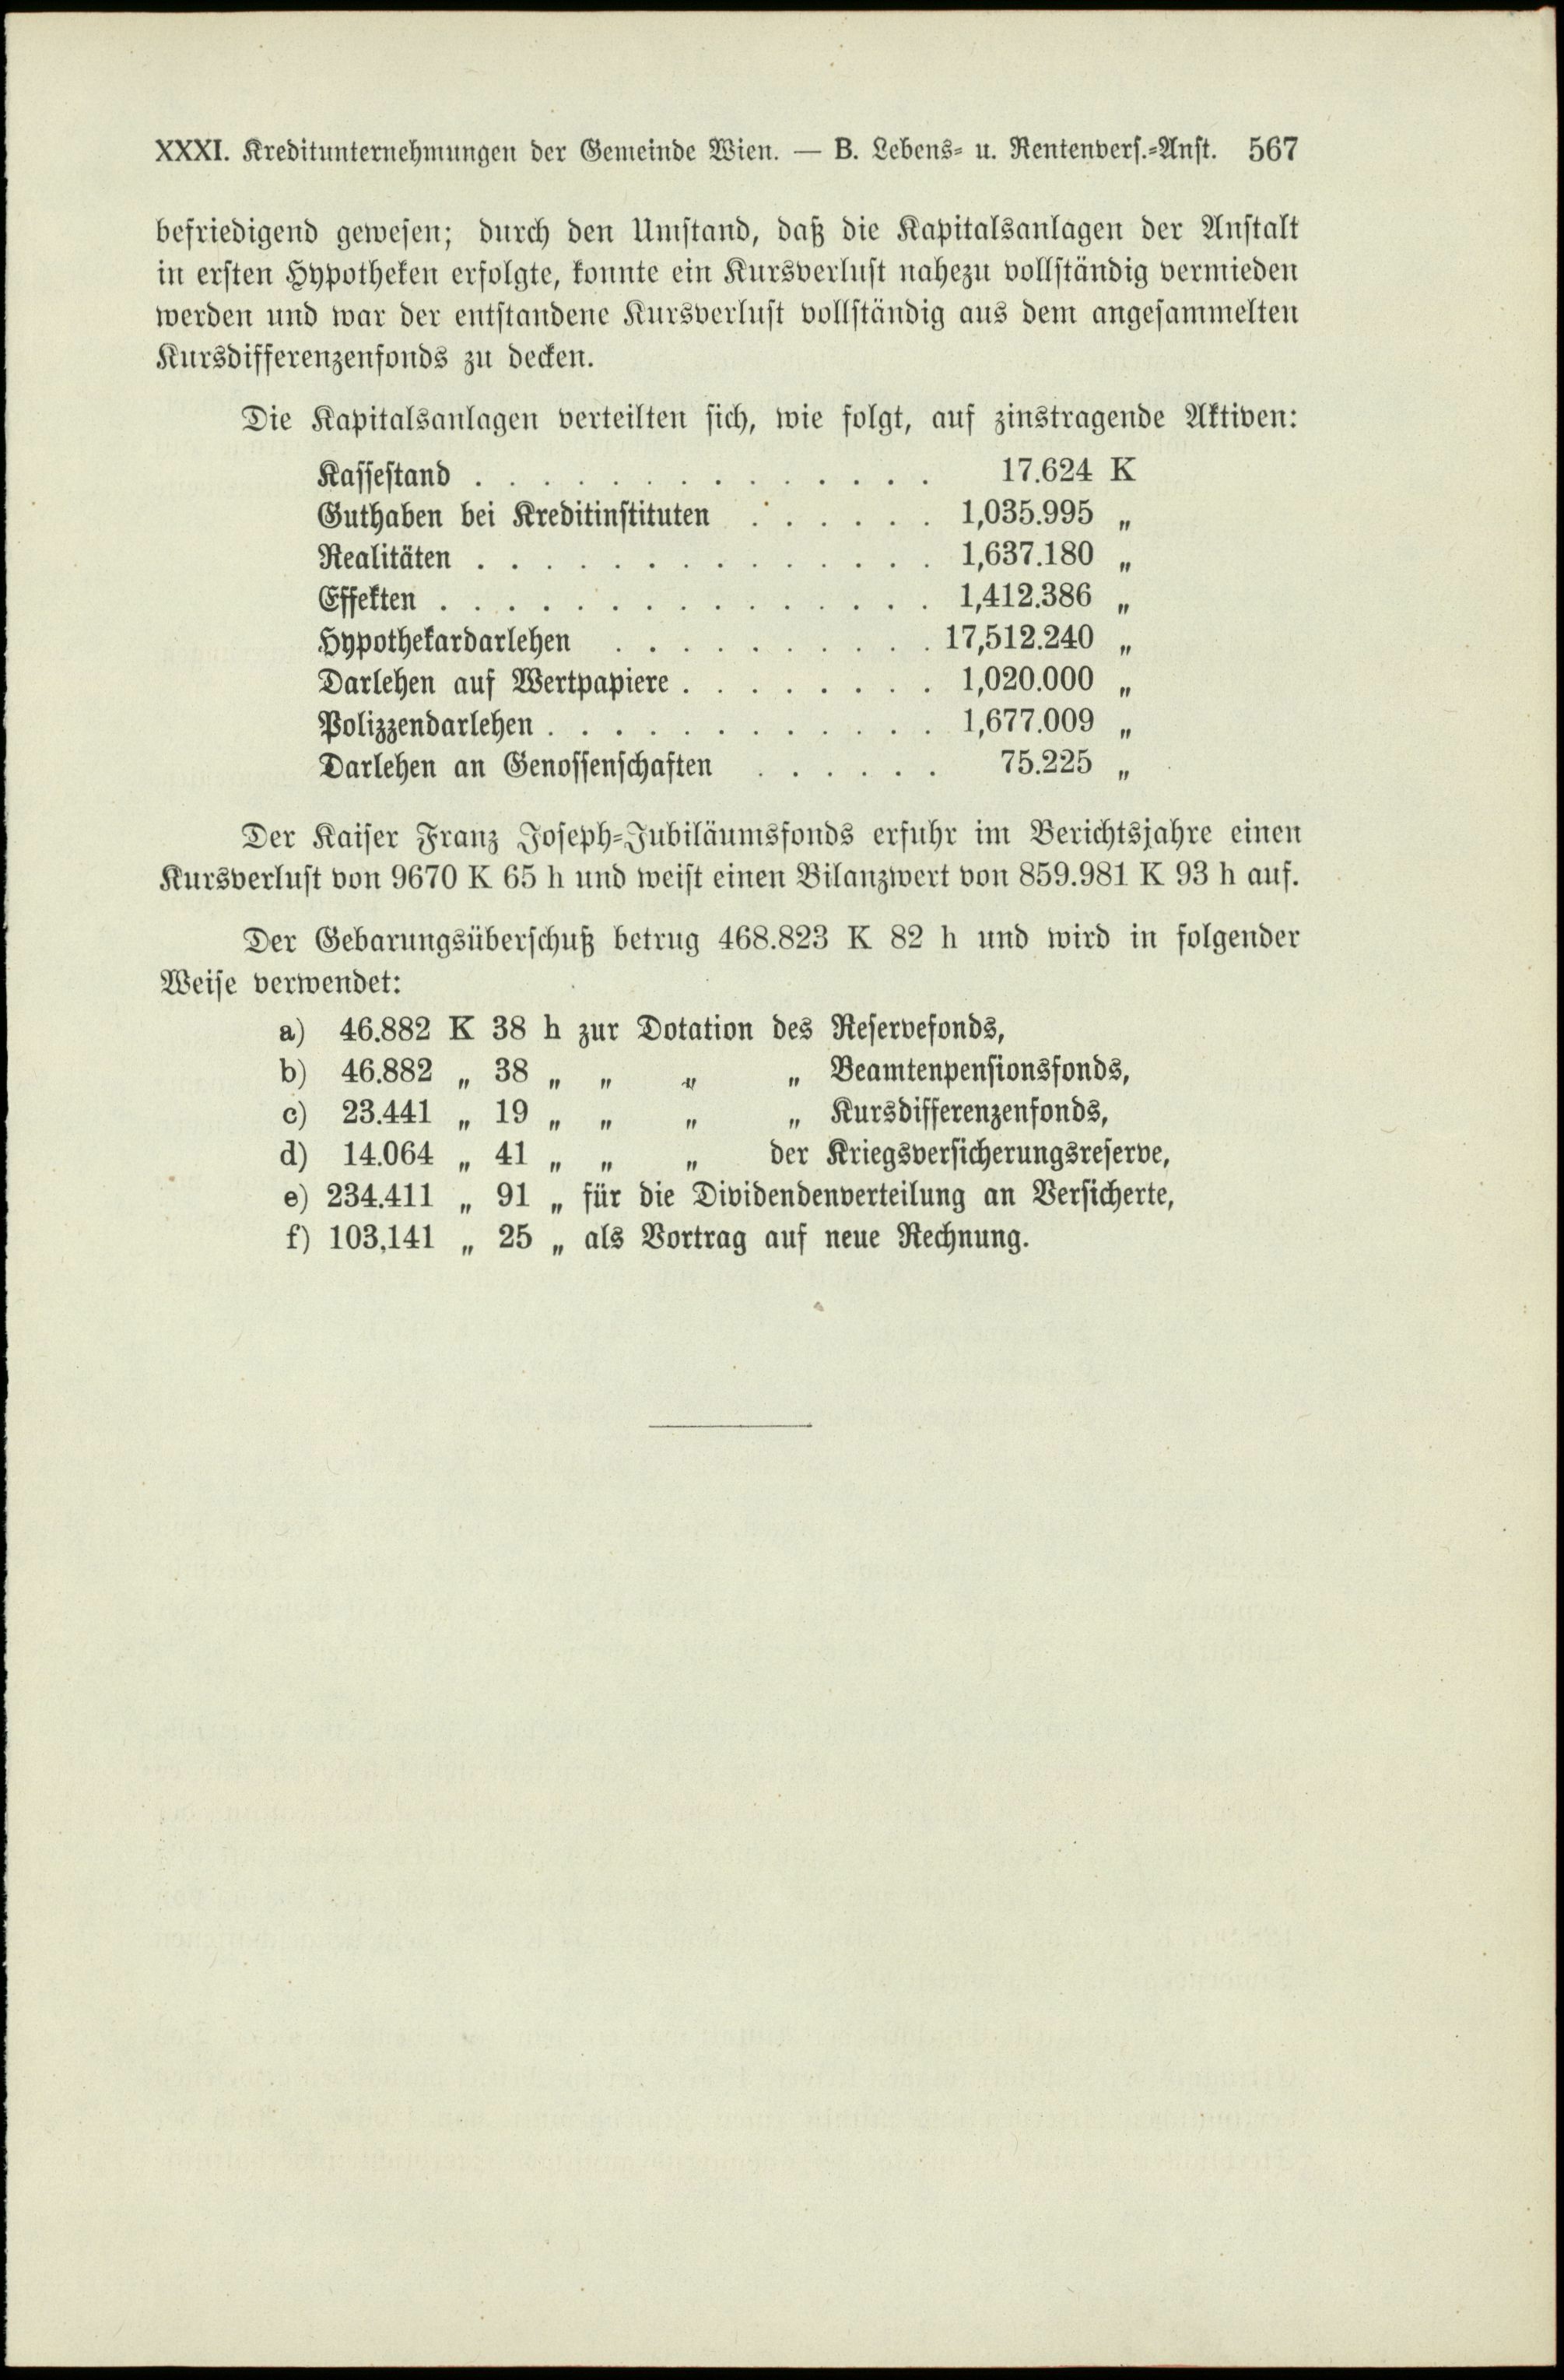 XXXI. Kreditunternehmungen der Gemeinde Wien. — B. Lebens- u. Rentenvers.-Anst. 567
befriedigend gewesen; durch den Umstand, daß die Kapitalsanlagen der Anstalt
in ersten Hypotheken erfolgte, konnte ein Kursverlust nahezu vollständig vermieden
werden und war der entstandene Kursverlust vollständig aus dem angesammelten
Kursdifferenzenfonds zu decken.
Die Kapitalsanlagen verteilten sich, wie folgt, auf zinstragende Aktiven:
Kassestand . . . . . . . . . . . . . . 17.624 K
Guthaben bei Kreditinstituten . . . . . . 1,035.995 „
Realitäten . . . . . . . . . . . . . . 1,637.180 „
Effekten . . . . . . . . . . . . . . . 1,412.386 „
Hypothekardarlehen . . . . . . . . . . 17,512.240 „
Darlehen auf Wertpapiere . . . . . . . . 1,020.000 „
Polizzendarlehen . . . . . . . . . . . . 1,677.009 „
Darlehen an Genossenschaften . . . . . . 75.225 „
Der Kaiser Franz Joseph-Jubiläumsfonds erfuhr im Berichtsjahre einen
Kursverlust von 9670 K 65 h und weist einen Bilanzwert von 859.981 K 93 h auf.
Der Gebarungsüberschuß betrug 468.823 K 82 h und wird in folgender
Weise verwendet:
a) 46.882 K 38 h zur Dotation des Reservefonds,
b) 46.882 „ 38 „ „ „ „ Beamtenpensionsfonds,
c) 23.441 „ 19 „ „ „ „ Kursdifferenzenfonds,
d) 14.064 „ 41 „ „ „ der Kriegsversicherungsreserve,
e) 234.411 „ 91 „ für die Dividendenverteilung an Versicherte,
f) 103,141 „ 25 „ als Vortrag auf neue Rechnung.